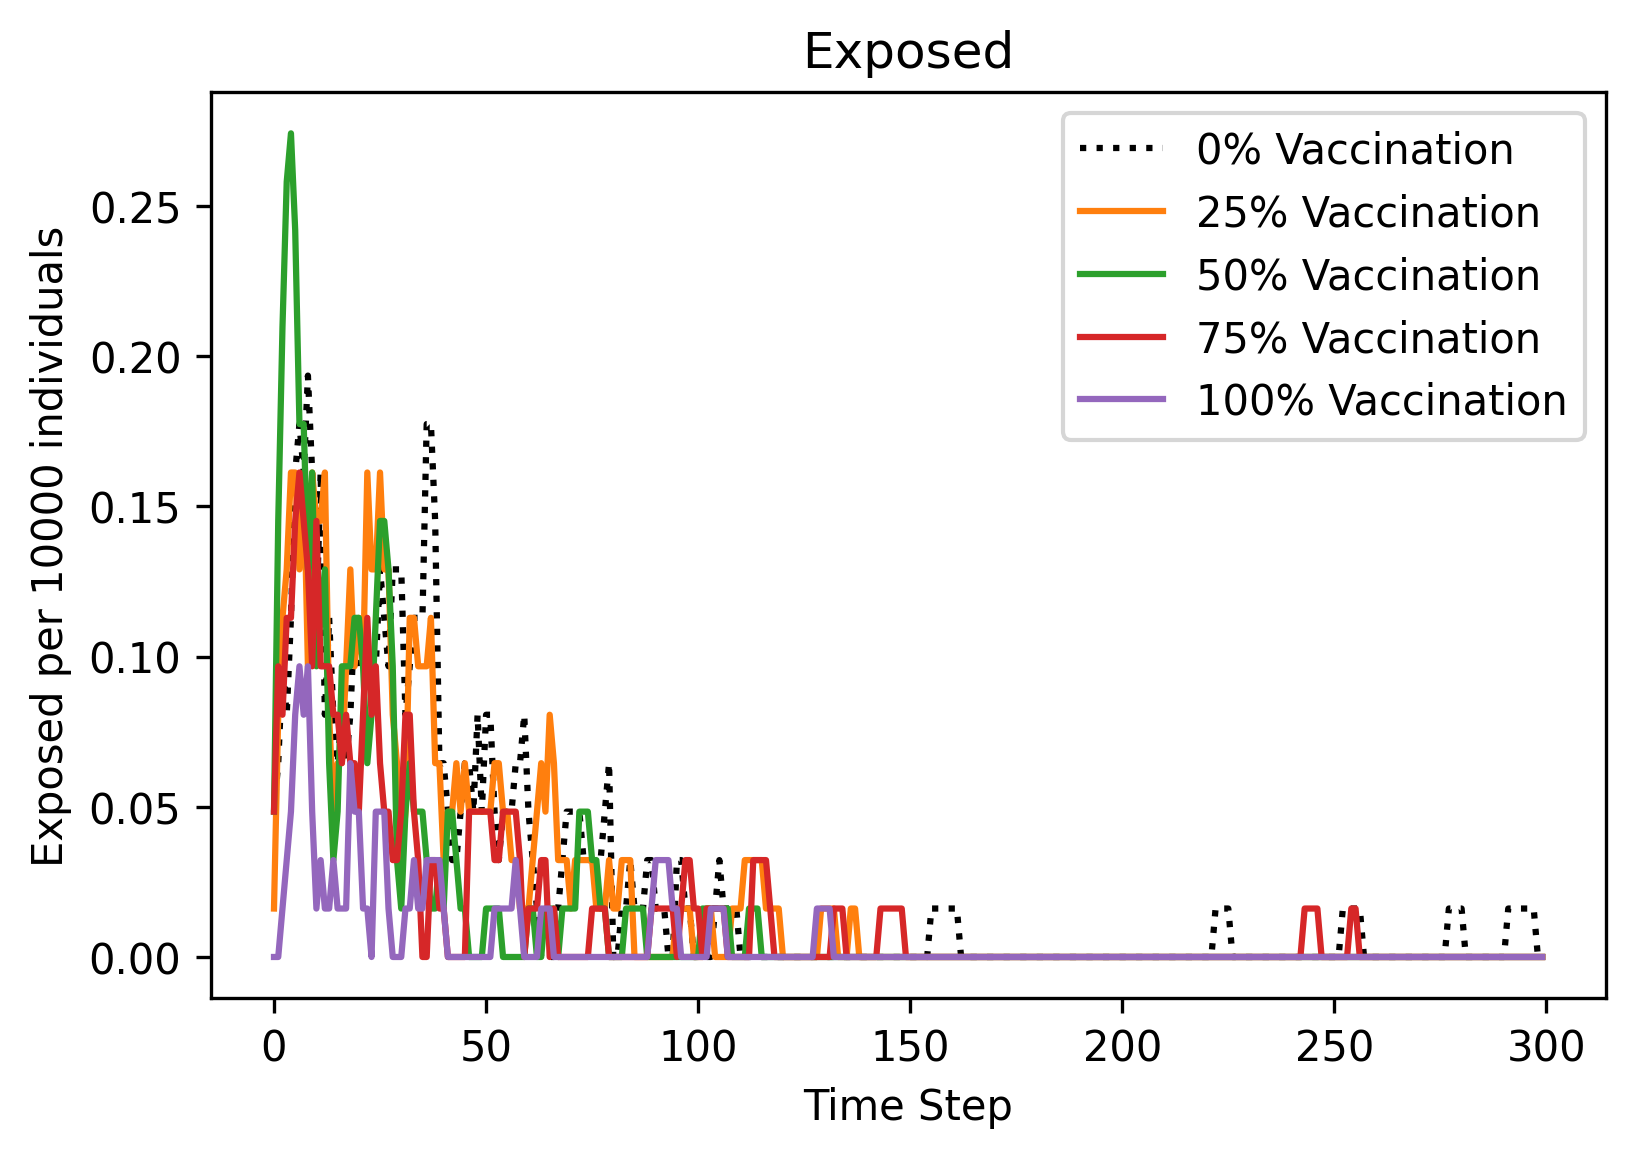 Exposed
0% Vaccination
25% Vaccination
50% Vaccination
75% Vaccination
100% Vaccination
Exposed per 10000 individuals
0.25
0.20
0.15
0.10
0.05
0.00
0 50 100 150 200 250 300
Time Step